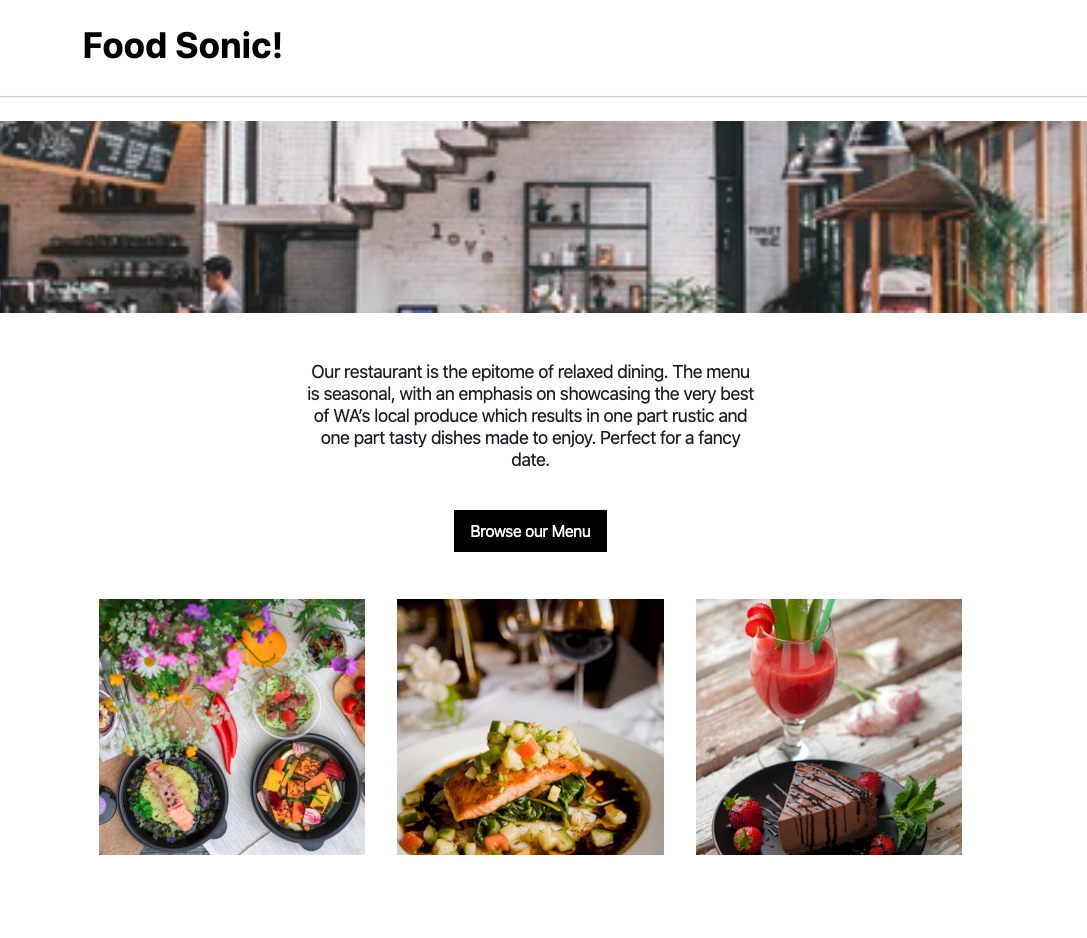 Food Sonic!
love
TOILET
Our restaurant is the epitome of relaxed dining. The menu
is seasonal, with an emphasis on showcasing the very best
of WA’s local produce which results in one part rustic and
one part tasty dishes made to enjoy. Perfect for a fancy
date.
Browse our Menu